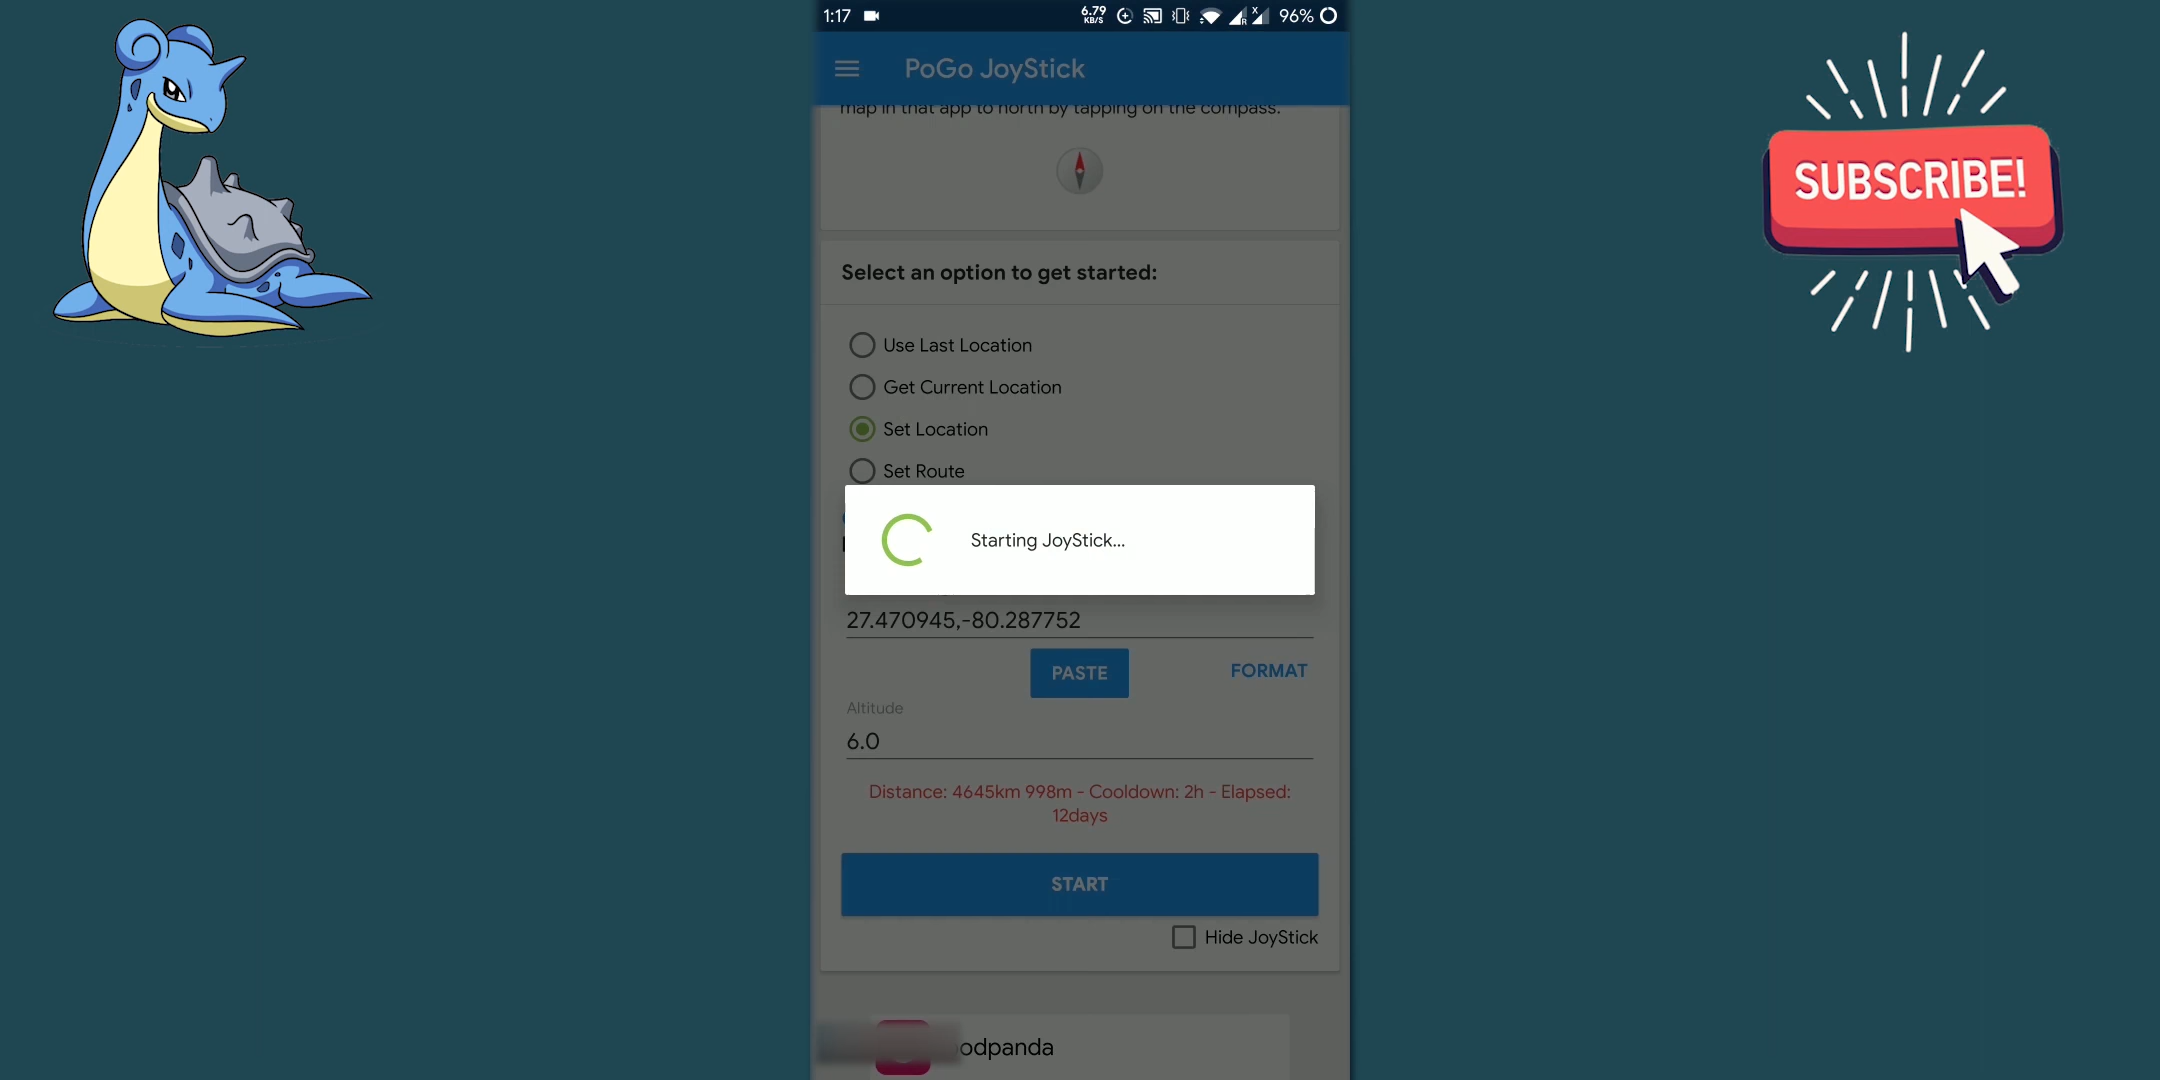 1:17
6.79
KB/S
R
X
96%
PoGo JoyStick
map in that app to north by tapping on the compass.
SUBSCRIBE!
Select an option to get started:
Use Last Location
Get Current Location
Set Location
Set Route
Starting JoyStick...
27.470945,-80.287752
PASTE
FORMAT
Altitude
6.0
Distance: 4645km 998m - Cooldown: 2h - Elapsed:
12days
START
Hide JoyStick
odpanda